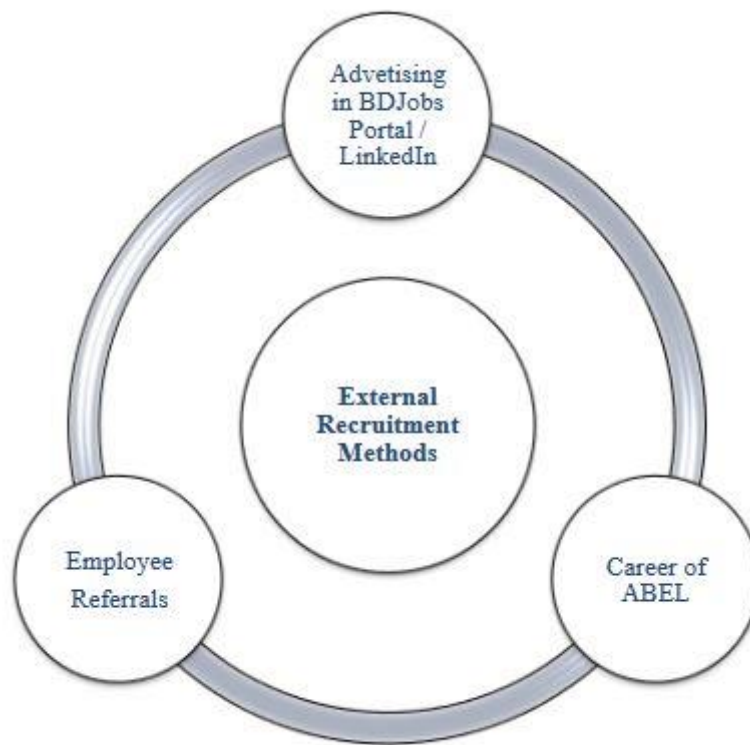 Advetising
in BDJobs
Portal /
LinkedIn
External
Recruitment
Methods
Employee
Referrals
Career of
ABEL